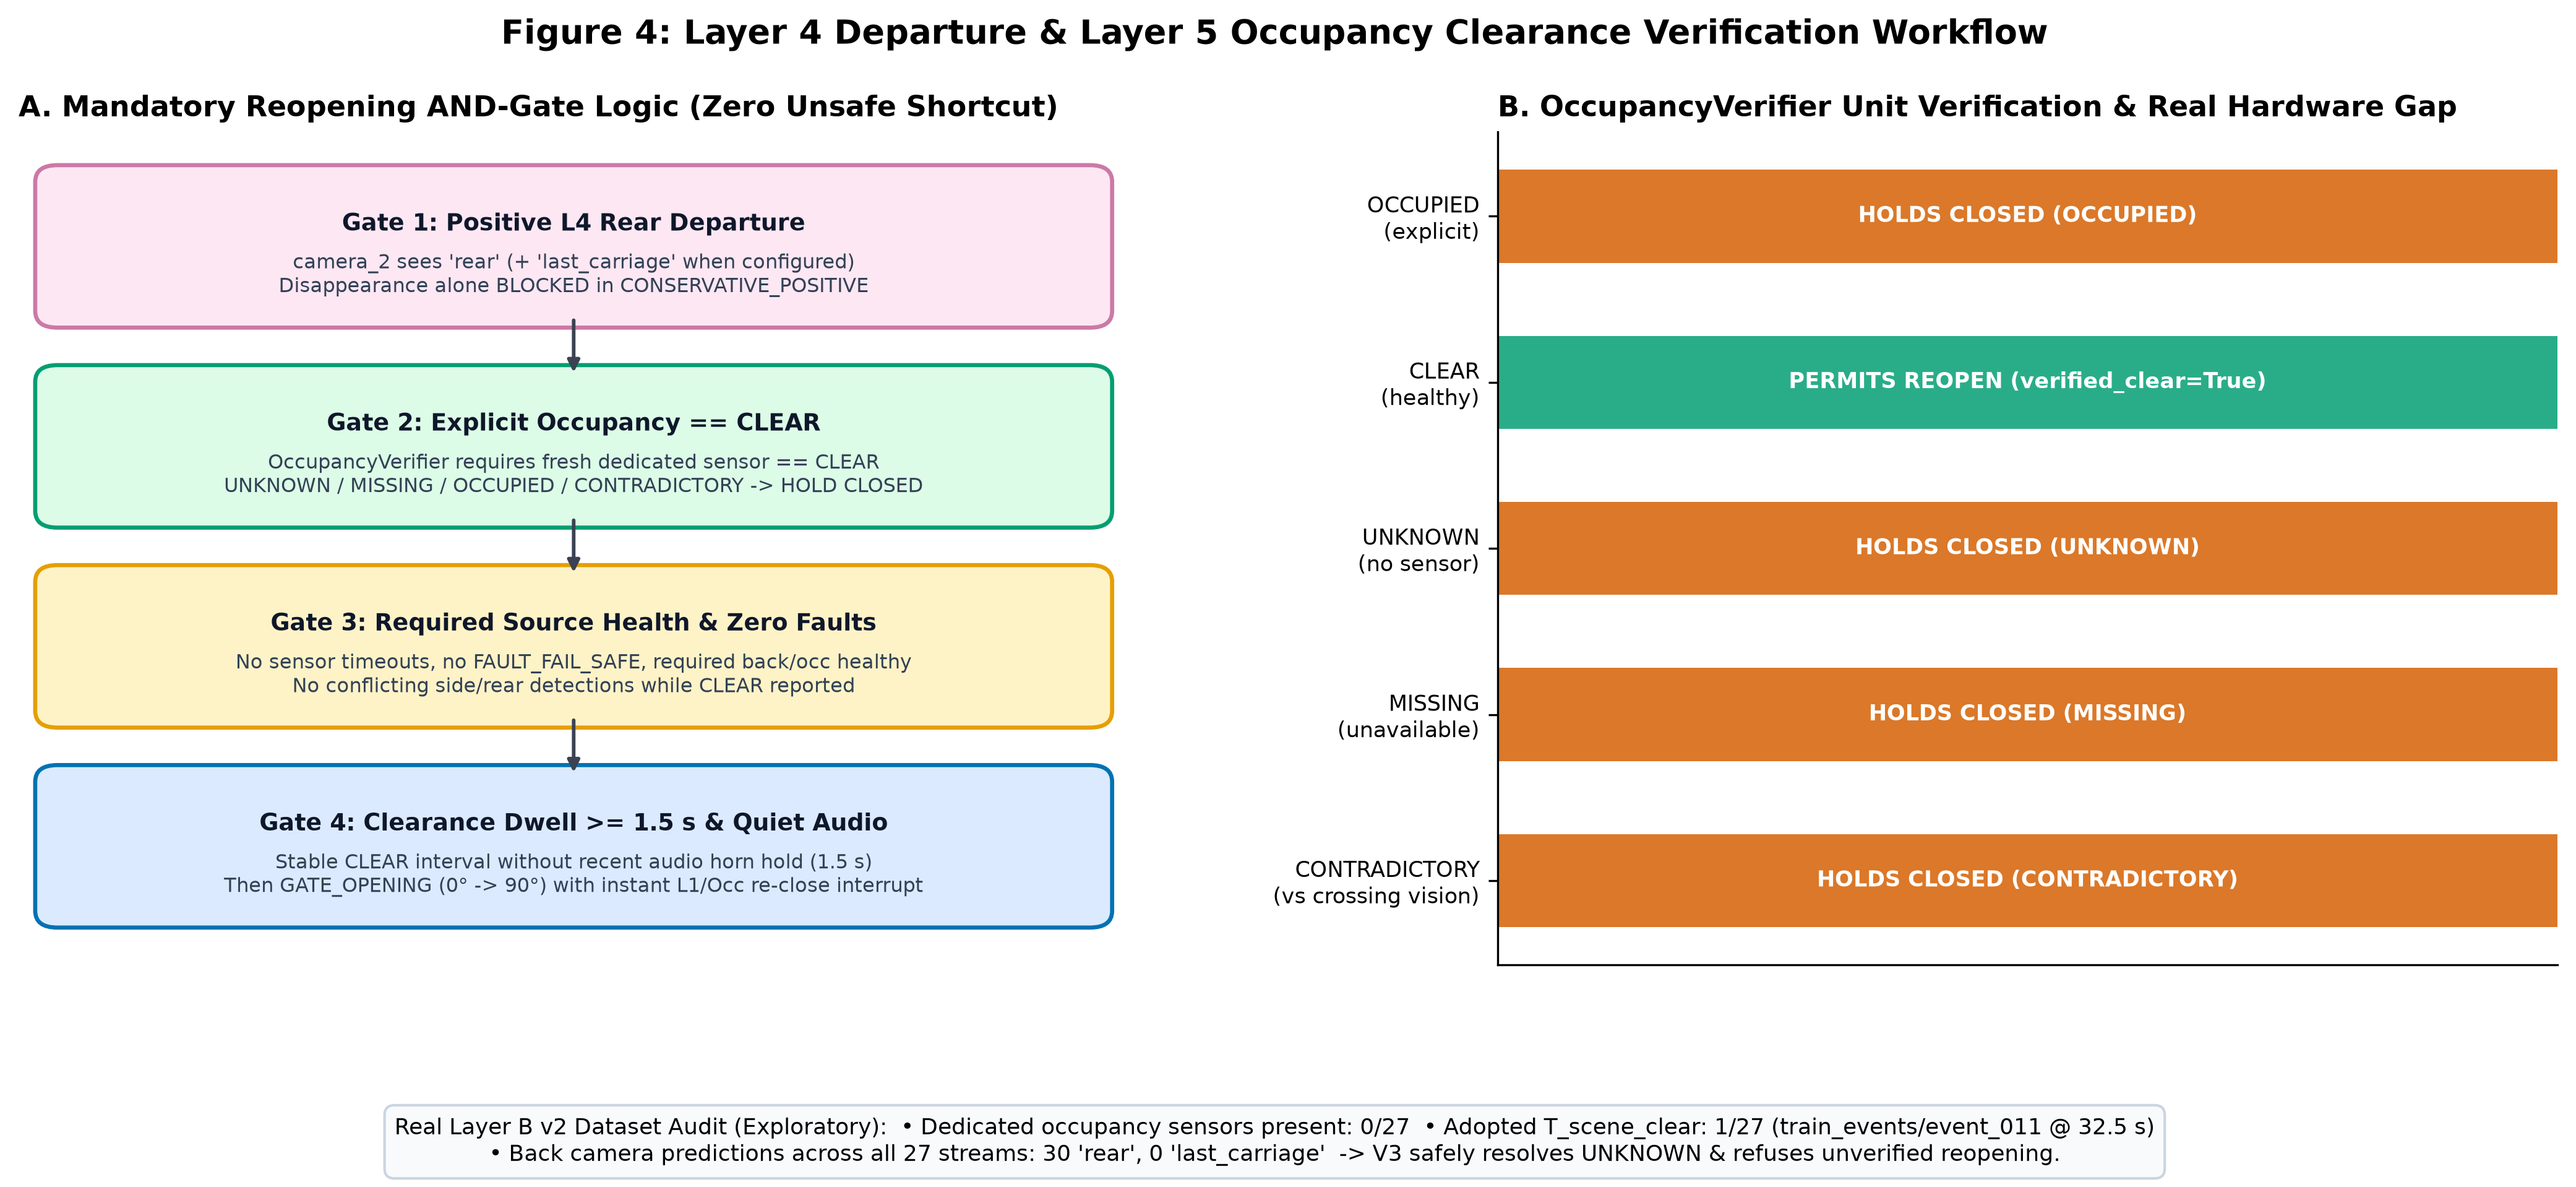 Figure 4: Layer 4 Departure & Layer 5 Occupancy Clearance Verification Workflow
A. Mandatory Reopening AND-Gate Logic (Zero Unsafe Shortcut)
Gate 1: Positive L4 Rear Departure
camera_2 sees 'rear' (+ 'last_carriage' when configured)
Disappearance alone BLOCKED in CONSERVATIVE_POSITIVE
Gate 2: Explicit Occupancy == CLEAR
OccupancyVerifier requires fresh dedicated sensor == CLEAR
UNKNOWN / MISSING / OCCUPIED / CONTRADICTORY -> HOLD CLOSED
Gate 3: Required Source Health & Zero Faults
No sensor timeouts, no FAULT_FAIL_SAFE, required back/occ healthy
No conflicting side/rear detections while CLEAR reported
Gate 4: Clearance Dwell >= 1.5 s & Quiet Audio
Stable CLEAR interval without recent audio horn hold (1.5 s)
Then GATE_OPENING (0° -> 90°) with instant L1/Occ re-close interrupt
B. OccupancyVerifier Unit Verification & Real Hardware Gap
OCCUPIED
(explicit)
HOLDS CLOSED (OCCUPIED)
CLEAR
(healthy)
PERMITS REOPEN (verified_clear=True)
UNKNOWN
(no sensor)
HOLDS CLOSED (UNKNOWN)
MISSING
(unavailable)
HOLDS CLOSED (MISSING)
CONTRADICTORY
(vs crossing vision)
HOLDS CLOSED (CONTRADICTORY)
Real Layer B v2 Dataset Audit (Exploratory):  • Dedicated occupancy sensors present: 0/27  • Adopted T_scene_clear: 1/27 (train_events/event_011 @ 32.5 s)
• Back camera predictions across all 27 streams: 30 'rear', 0 'last_carriage'  -> V3 safely resolves UNKNOWN & refuses unverified reopening.